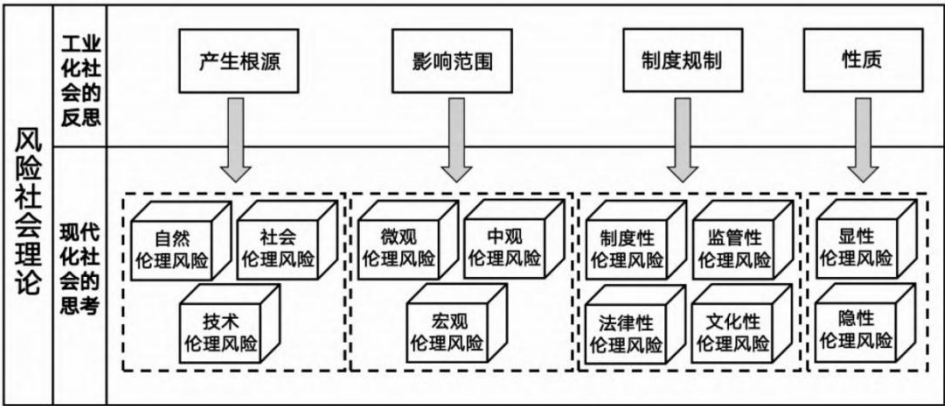 风险社会理论
工业
化社
会的
反思
产生根源
影响范围
制度规制
性质
现代
化社
会的
思考
自然
伦理风险
社会
伦理风险
技术
伦理风险
微观
伦理风险
中观
伦理风险
宏观
伦理风险
制度性
伦理风险
监管性
伦理风险
法律性
伦理风险
文化性
伦理风险
显性
伦理风险
隐性
伦理风险